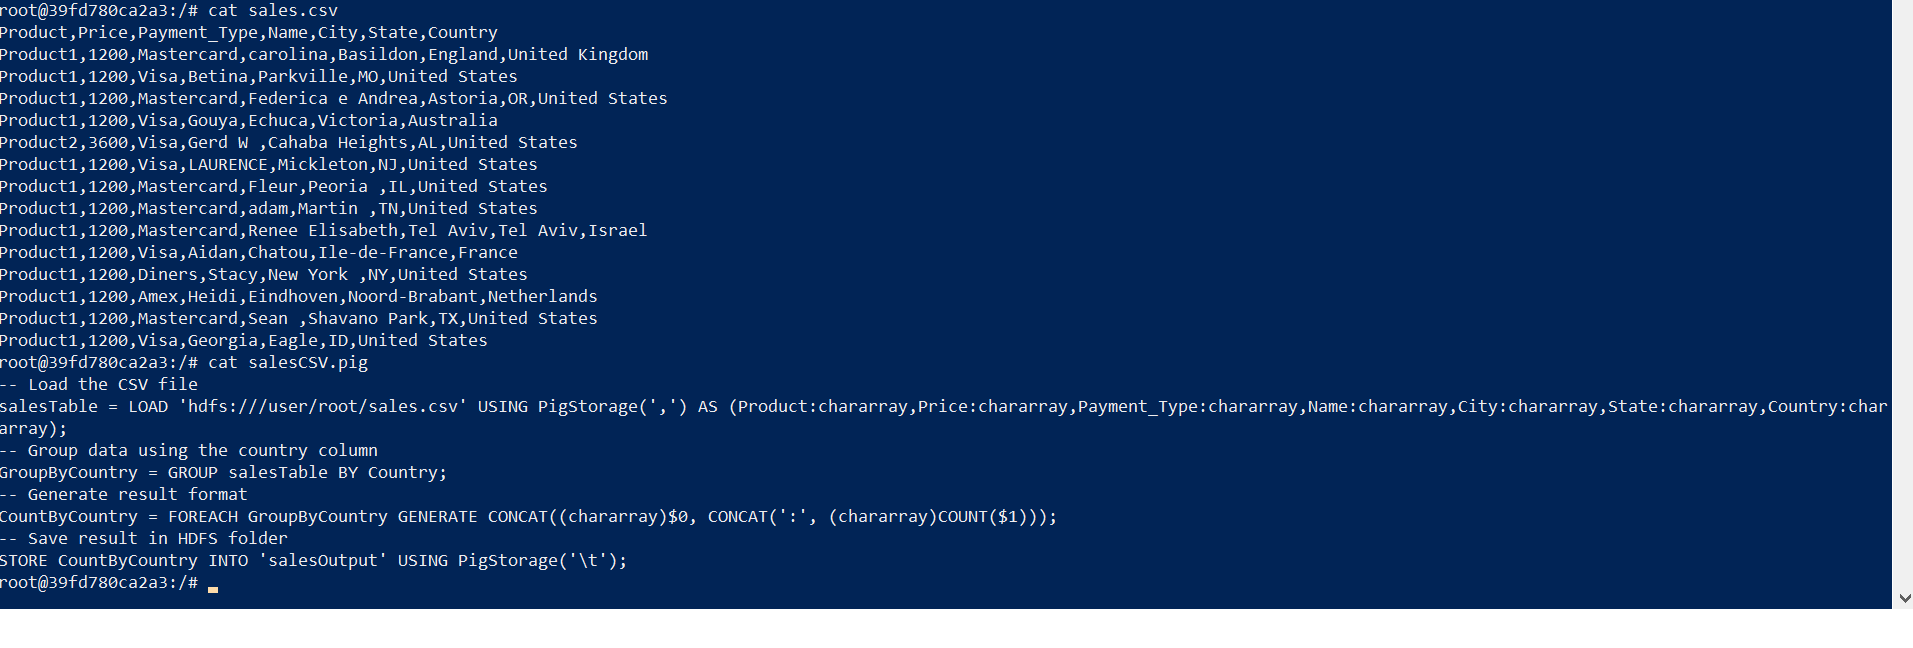 root@39fd780ca2a3:/# cat sales.csv
Product,Price,Payment_Type,Name,City,State,Country
Product1,1200,Mastercard,carolina,Basildon,England,United Kingdom
Product1,1200,Visa,Betina,Parkville,MO,United States
Product1,1200,Mastercard,Federica e Andrea,Astoria,OR,United States
Product1,1200,Visa,Gouya,Echuca,Victoria,Australia
Product2,3600,Visa,Gerd W ,Cahaba Heights,AL,United States
Product1,1200,Visa,LAURENCE,Mickleton,NJ,United States
Product1,1200,Mastercard,Fleur,Peoria ,IL,United States
Product1,1200,Mastercard,adam,Martin ,TN,United States
Product1,1200,Mastercard,Renee Elisabeth,Tel Aviv,Tel Aviv,Israel
Product1,1200,Visa,Aidan,Chatou,Ile-de-France,France
Product1,1200,Diners,Stacy,New York ,NY,United States
Product1,1200,Amex,Heidi,Eindhoven,Noord-Brabant,Netherlands
Product1,1200,Mastercard,Sean ,Shavano Park,TX,United States
Product1,1200,Visa,Georgia,Eagle,ID,United States
root@39fd780ca2a3:/# cat salesCSV.pig
-- Load the CSV file
salesTable = LOAD 'hdfs:///user/root/sales.csv' USING PigStorage(',') AS (Product:chararray,Price:chararray,Payment_Type:chararray,Name:chararray,City:chararray,State:chararray,Country:char
array);
-- Group data using the country column
GroupByCountry = GROUP salesTable BY Country;
-- Generate result format
CountByCountry = FOREACH GroupByCountry GENERATE CONCAT((chararray)$0, CONCAT(':', (chararray)COUNT($1)));
-- Save result in HDFS folder
STORE CountByCountry INTO 'salesOutput' USING PigStorage('\t');
root@39fd780ca2a3:/#